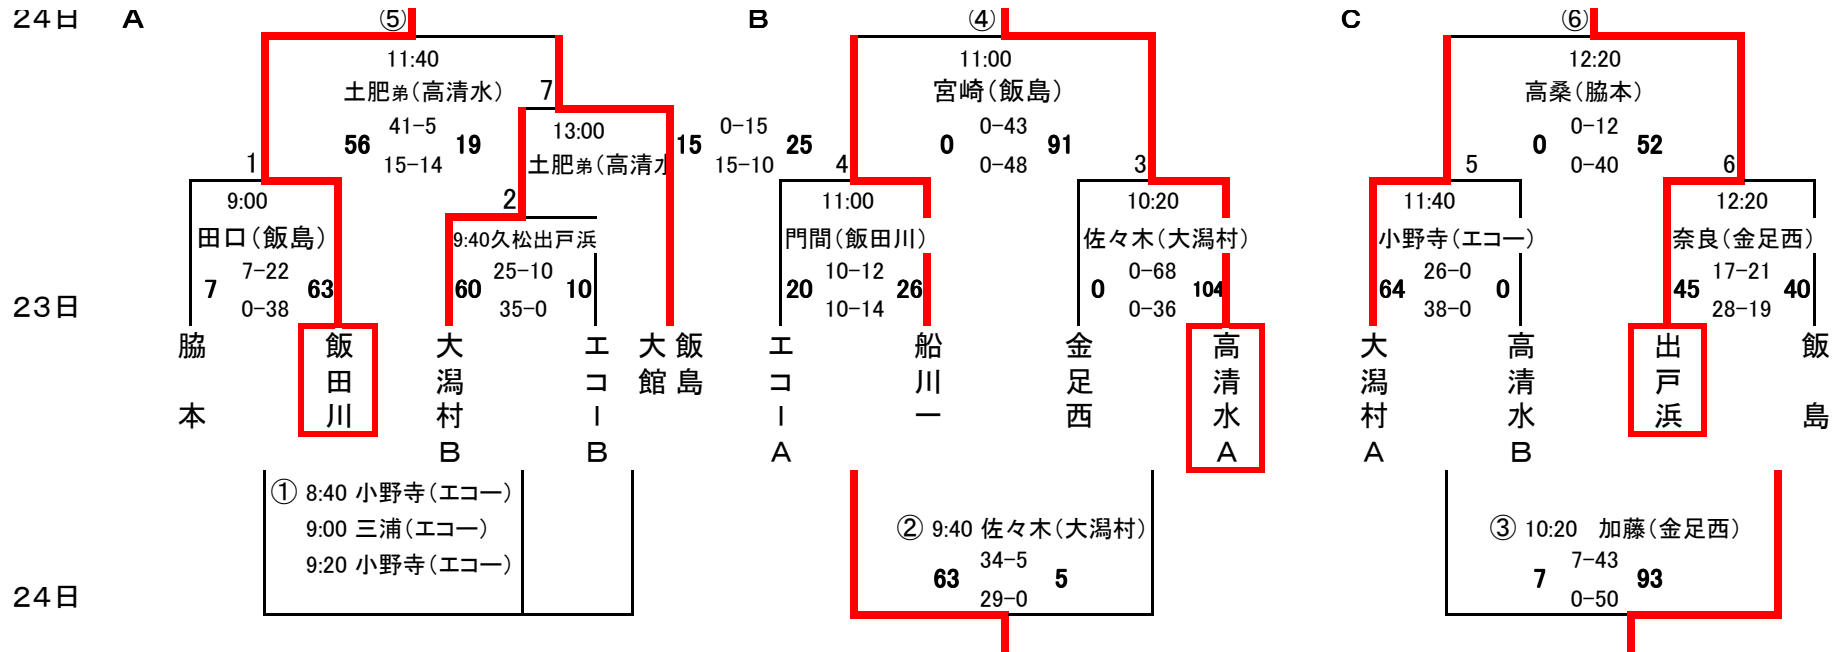 24日 A ⑤ B ④ C ⑥
11:40 11:00 12:20
土肥弟(高清水) 7 宮崎(飯島) 高桑(脇本)
41-5 13:00 0-15 0-43 0-12
56 19 15 25 0 91 0 52
15-14 土肥弟(高清水 15-10 0-48 0-40
1 2 4 3 5 6
9:00 11:00 10:20 11:40 12:20
田口(飯島) 9:40久松出戸浜 門間(飯田川) 佐々木(大潟村) 小野寺(エコー) 奈良(金足西)
7-22 25-10 10-12 0-68 26-0 17-21
7 63 60 10 20 26 0 104 64 0 45 40
0-38 35-0 10-14 0-36 38-0 28-19
23日
脇本
飯田川
大潟村B
エコーB
大館
飯島
エコーA
船川一
金足西
高清水A
大潟村A
高清水B
出戸浜
飯島
① 8:40 小野寺(エコー)
9:00 三浦(エコー)
9:20 小野寺(エコー)
② 9:40 佐々木(大潟村)
34-5
63 5
29-0
③ 10:20 加藤(金足西)
7-43
7 93
0-50
24日